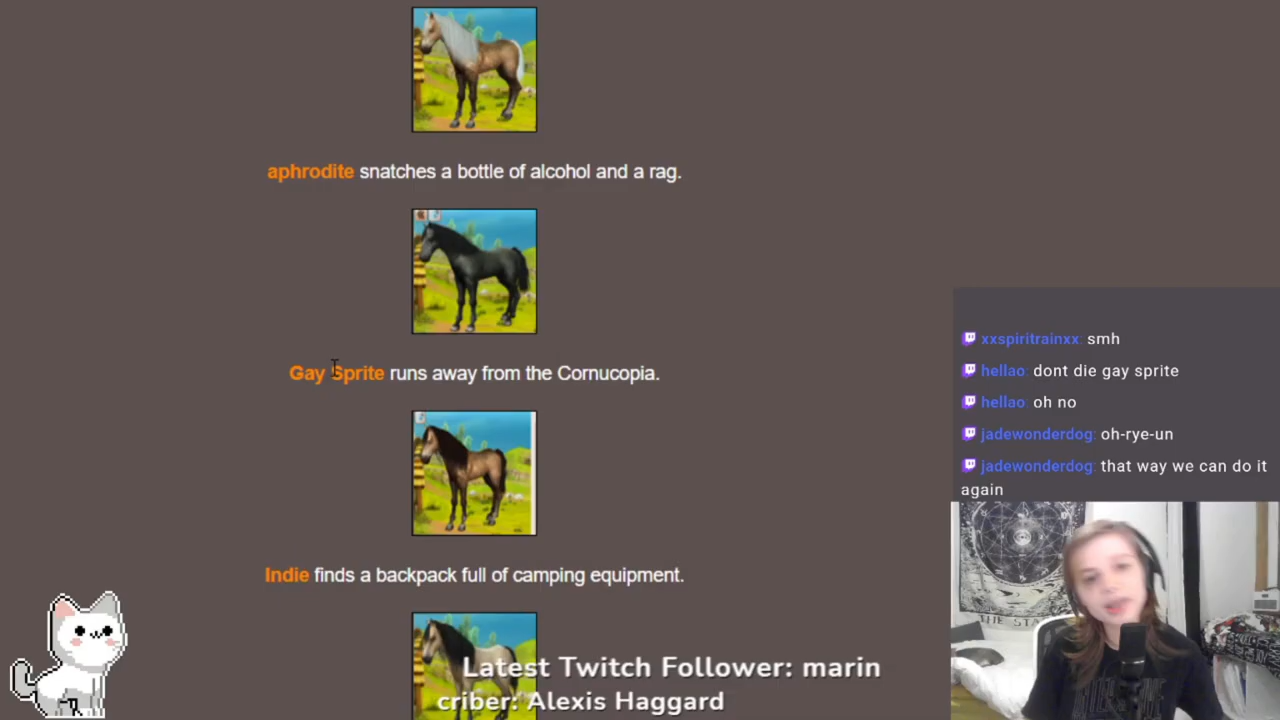 aphrodite snatches a bottle of alcohol and a rag.
Gay Sprite runs away from the Cornucopia.
Indie finds a backpack full of camping equipment.
xxspiritrainxx: smh
hellao: dont die gay sprite
hellao: oh no
jadewonderdog: oh-rye-un
jadewonderdog: that way we can do it
again
THE STA
Latest Twitch Follower: marin
criber: Alexis Haggard